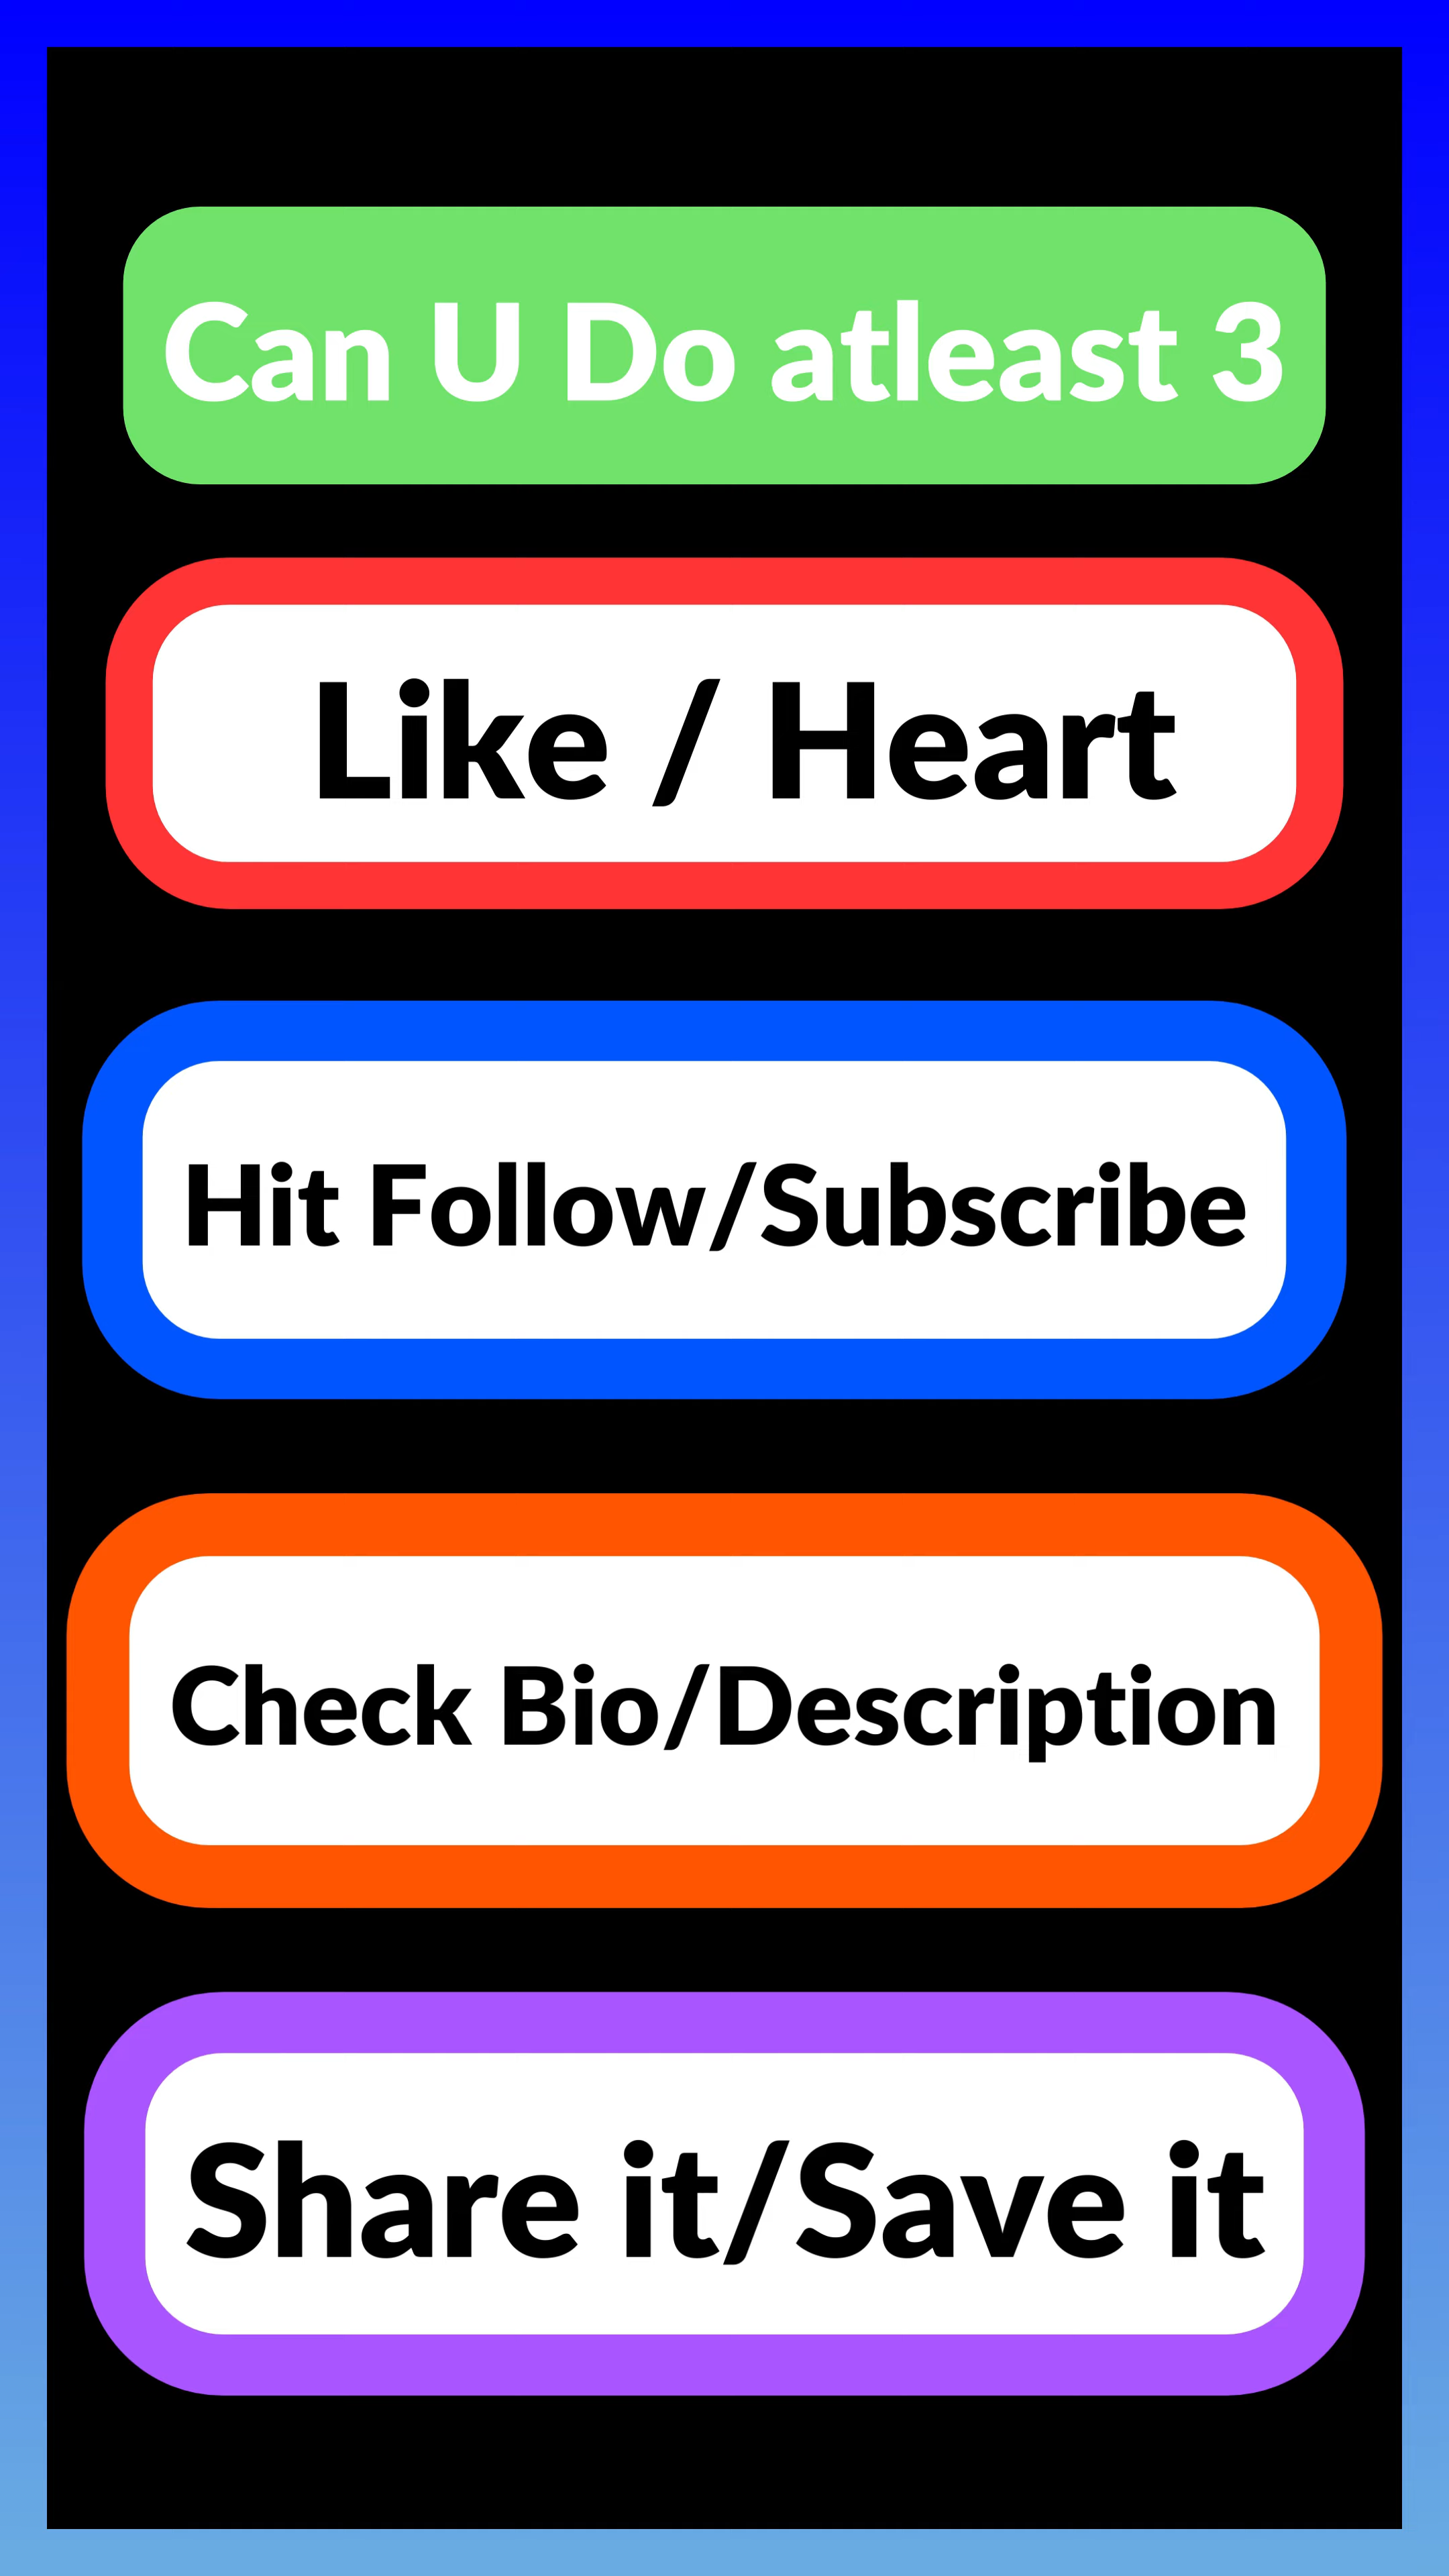 Can U Do atleast 3
Like / Heart
Hit Follow/Subscribe
Check Bio/Description
Share it/Save it